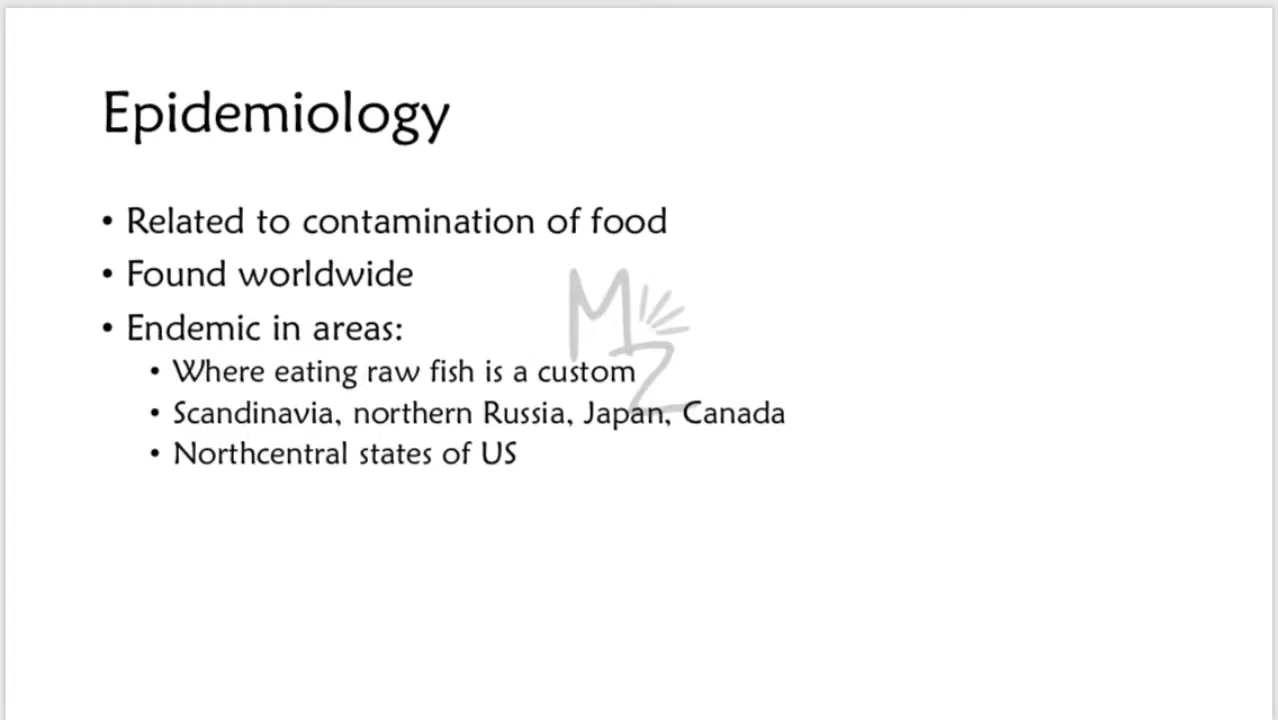 Epidemiology
• Related to contamination of food
• Found worldwide
• Endemic in areas:
• Where eating raw fish is a custom
• Scandinavia, northern Russia, Japan, Canada
• Northcentral states of US
MZ